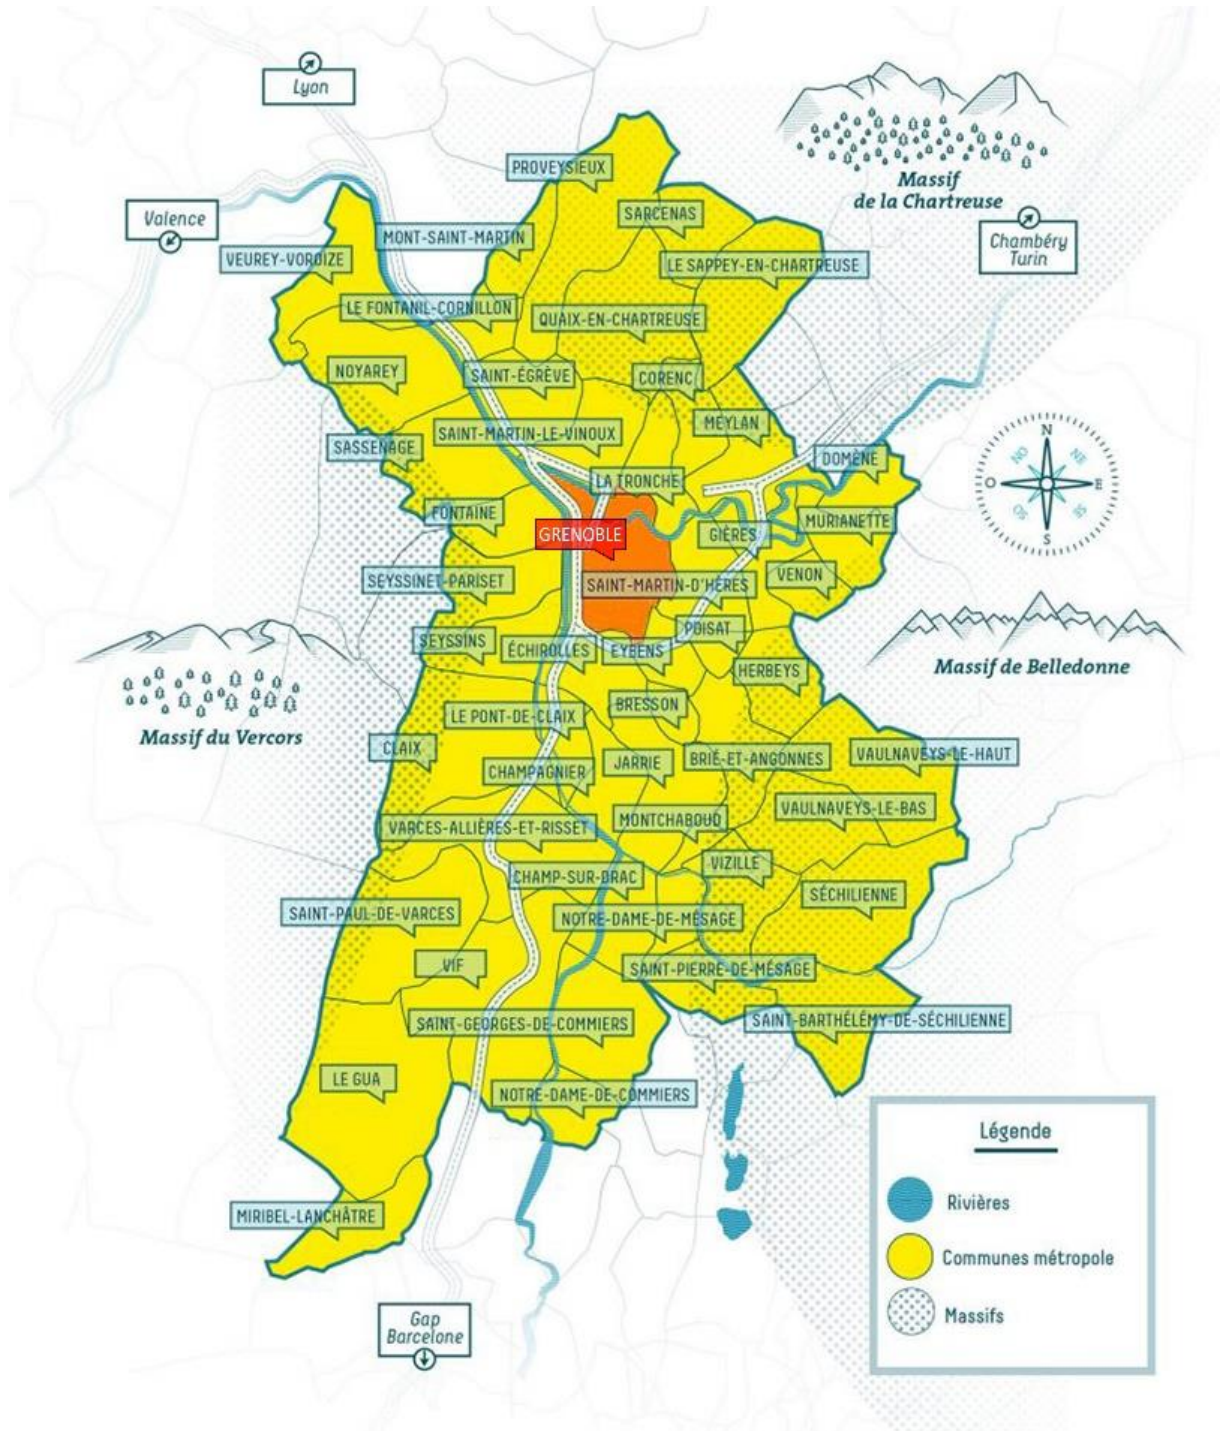 Lyon
PROVEYSIEUX
Massif
de la Chartreuse
Valence
SARCENAS
MONT-SAINT-MARTIN
Chambéry
Turin
VEUREY-VOROIZE
LE SAPPEY-EN-CHARTREUSE
LE FONTANIL-CORNILLON
QUAIX-EN-CHARTREUSE
NOYAREY
SAINT-ÉGRÈVE
CORENC
MEYLAN
SAINT-MARTIN-LE-VINOUX
SASSENAGE
DOMÈNE
N
NO
NE
O
E
SO
SE
S
LA TRONCHE
FONTAINE
MURIANETTE
GRENOBLE
GIÈRES
SEYSSINET-PARISET
SAINT-MARTIN-D'HÈRES
VENON
POISAT
SEYSSINS
ÉCHIROLLES
EYBENS
HERBEYS
Massif de Belledonne
BRESSON
LE PONT-DE-CLAIX
Massif du Vercors
CLAIX
CHAMPAGNIER
JARRIE
BRIÉ-ET-ANGONNES
VAULNAVEYS-LE-HAUT
VAULNAVEYS-LE-BAS
VARCES-ALLIÈRES-ET-RISSET
MONTCHABOUD
VIZILLE
CHAMP-SUR-DRAC
SÉCHILIENNE
SAINT-PAUL-DE-VARCES
NOTRE-DAME-DE-MÉSAGE
VIF
SAINT-PIERRE-DE-MÉSAGE
SAINT-GEORGES-DE-COMMIERS
SAINT-BARTHÉLÉMY-DE-SÉCHILIENNE
LE GUA
NOTRE-DAME-DE-COMMIERS
MIRIBEL-LANCHÂTRE
Gap
Barcelone
Légende
Rivières
Communes métropole
Massifs